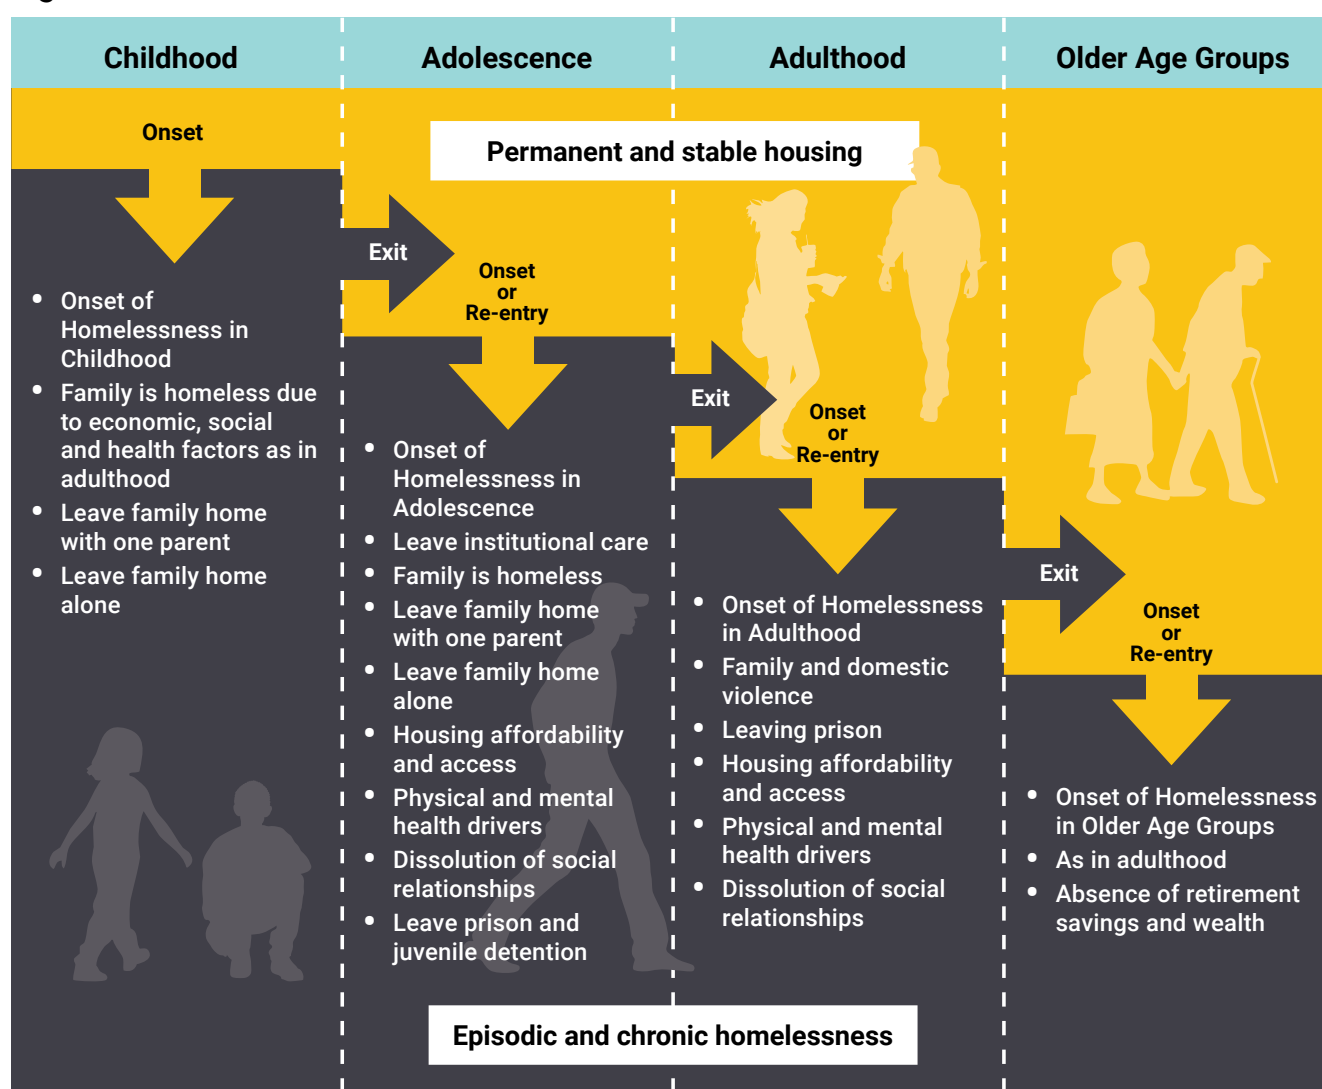 Childhood
Adolescence
Adulthood
Older Age Groups
Onset
Permanent and stable housing
Exit
Onset
or
Re-entry
Exit
Onset
or
Re-entry
Exit
Onset
or
Re-entry
• Onset of
Homelessness in
Childhood
• Family is homeless due
to economic, social
and health factors as in
adulthood
• Leave family home
with one parent
• Leave family home
alone
• Onset of
Homelessness in
Adolescence
• Leave institutional care
• Family is homeless
• Leave family home
with one parent
• Leave family home
alone
• Housing affordability
and access
• Physical and mental
health drivers
• Dissolution of social
relationships
• Leave prison and
juvenile detention
• Onset of Homelessness
in Adulthood
• Family and domestic
violence
• Leaving prison
• Housing affordability
and access
• Physical and mental
health drivers
• Dissolution of social
relationships
• Onset of Homelessness
in Older Age Groups
• As in adulthood
• Absence of retirement
savings and wealth
Episodic and chronic homelessness